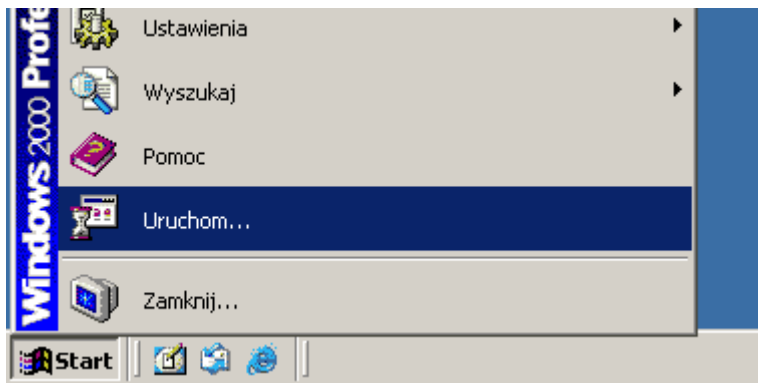 Ustawienia
Wyszukaj
Pomoc
Uruchom...
Zamknij...
Windows 2000 Profe
Start